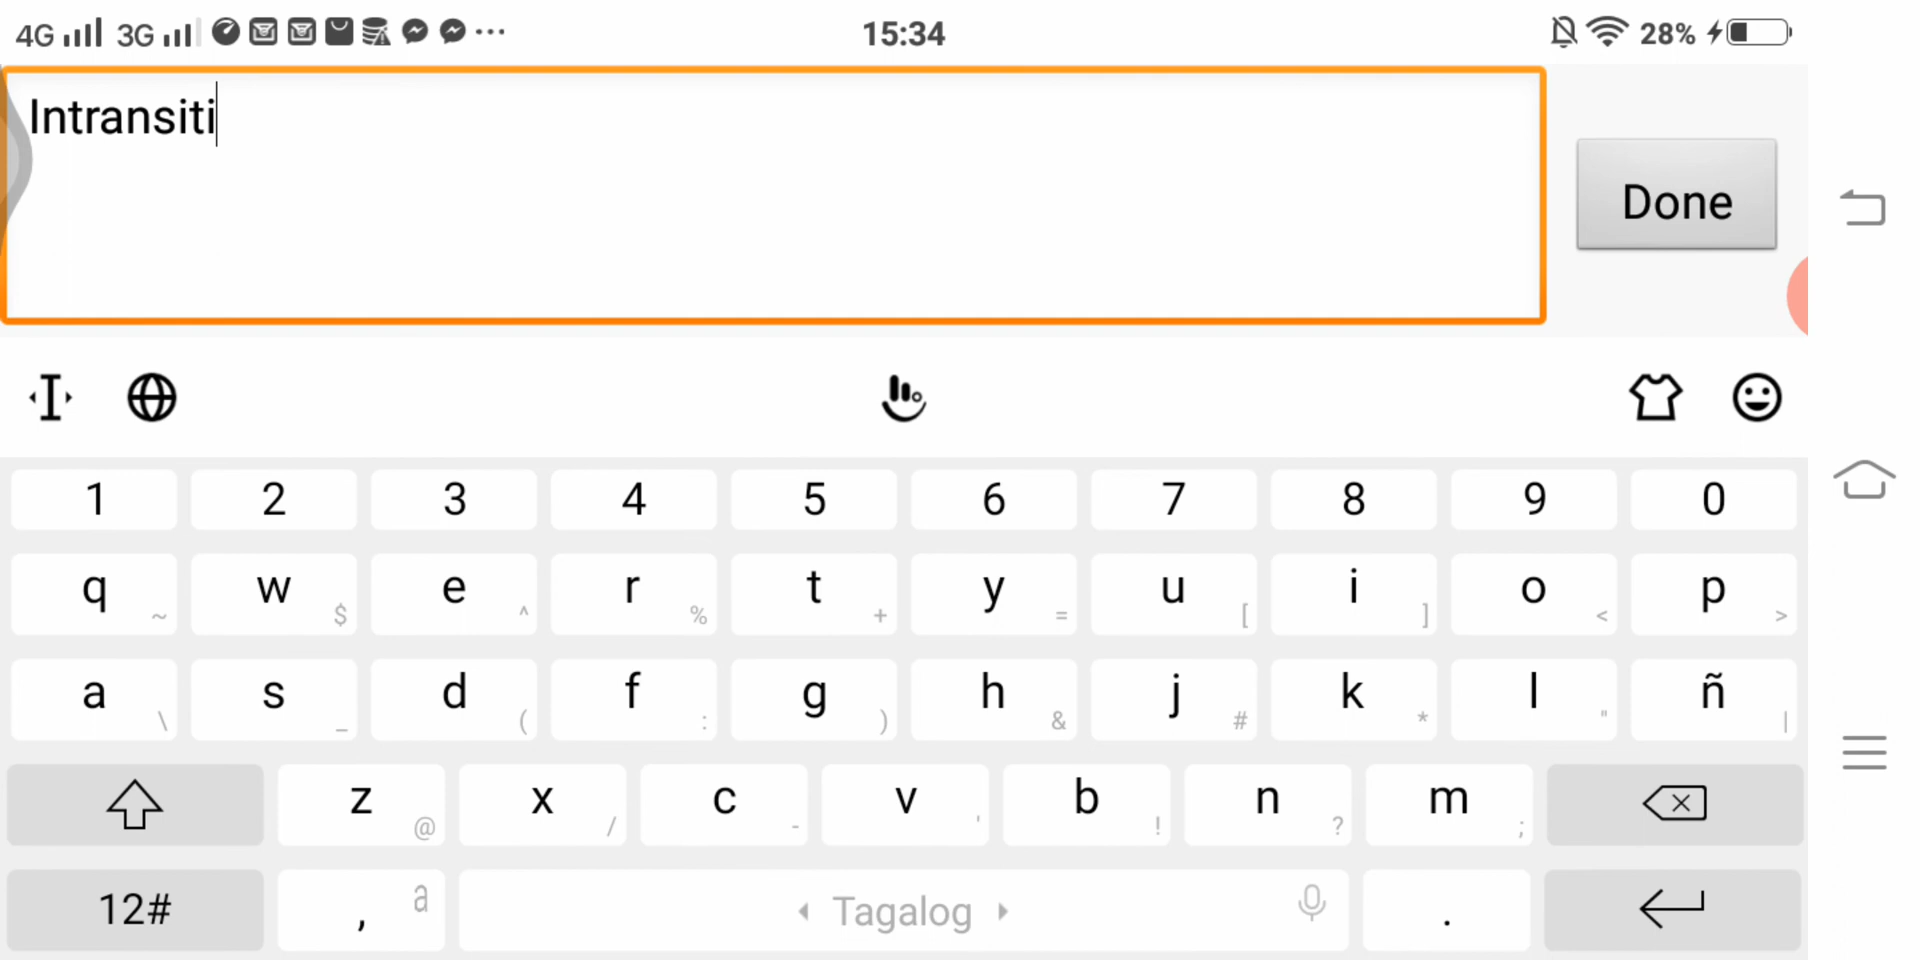 4G 3G 15:34 28%
Intransiti
Done
1 2 3 4 5 6 7 8 9 0
q ~ w $ e ^ r % t + y = u [ i ] o < p >
a \ s _ d ( f : g ) h & j # k * l " ñ |
z @ x / c - v ' b ! n ? m ;
12# , a Tagalog .